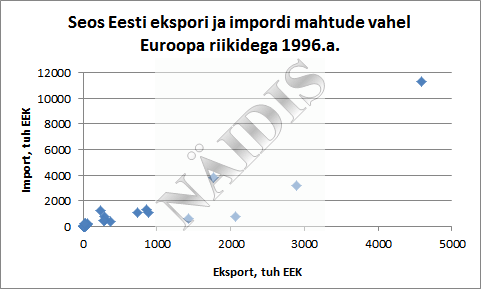 Seos Eesti ekspori ja impordi mahtude vahel
Euroopa riikidega 1996.a.
12000
10000
8000
6000
4000
2000
0
Import, tuh EEK
NÄIDIS
0 1000 2000 3000 4000 5000
Eksport, tuh EEK